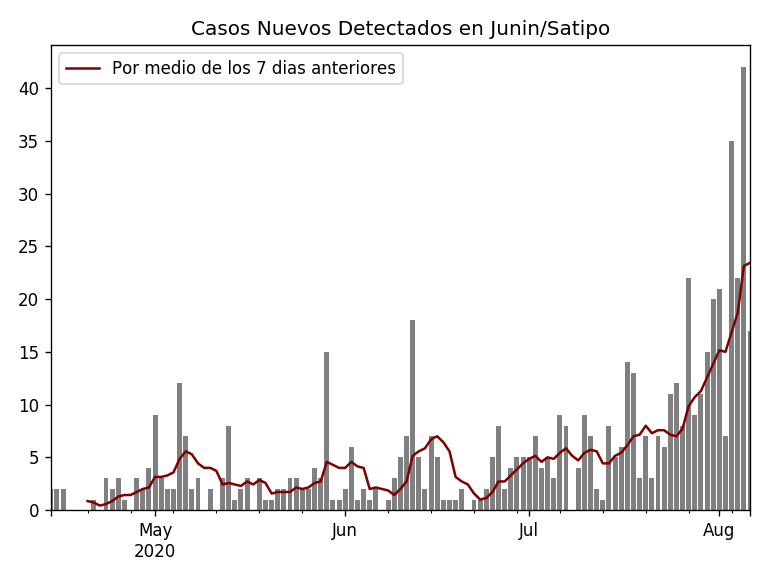 Casos Nuevos Detectados en Junin/Satipo
Por medio de los 7 dias anteriores
40
35
30
25
20
15
10
5
0
May
2020
Jun
Jul
Aug